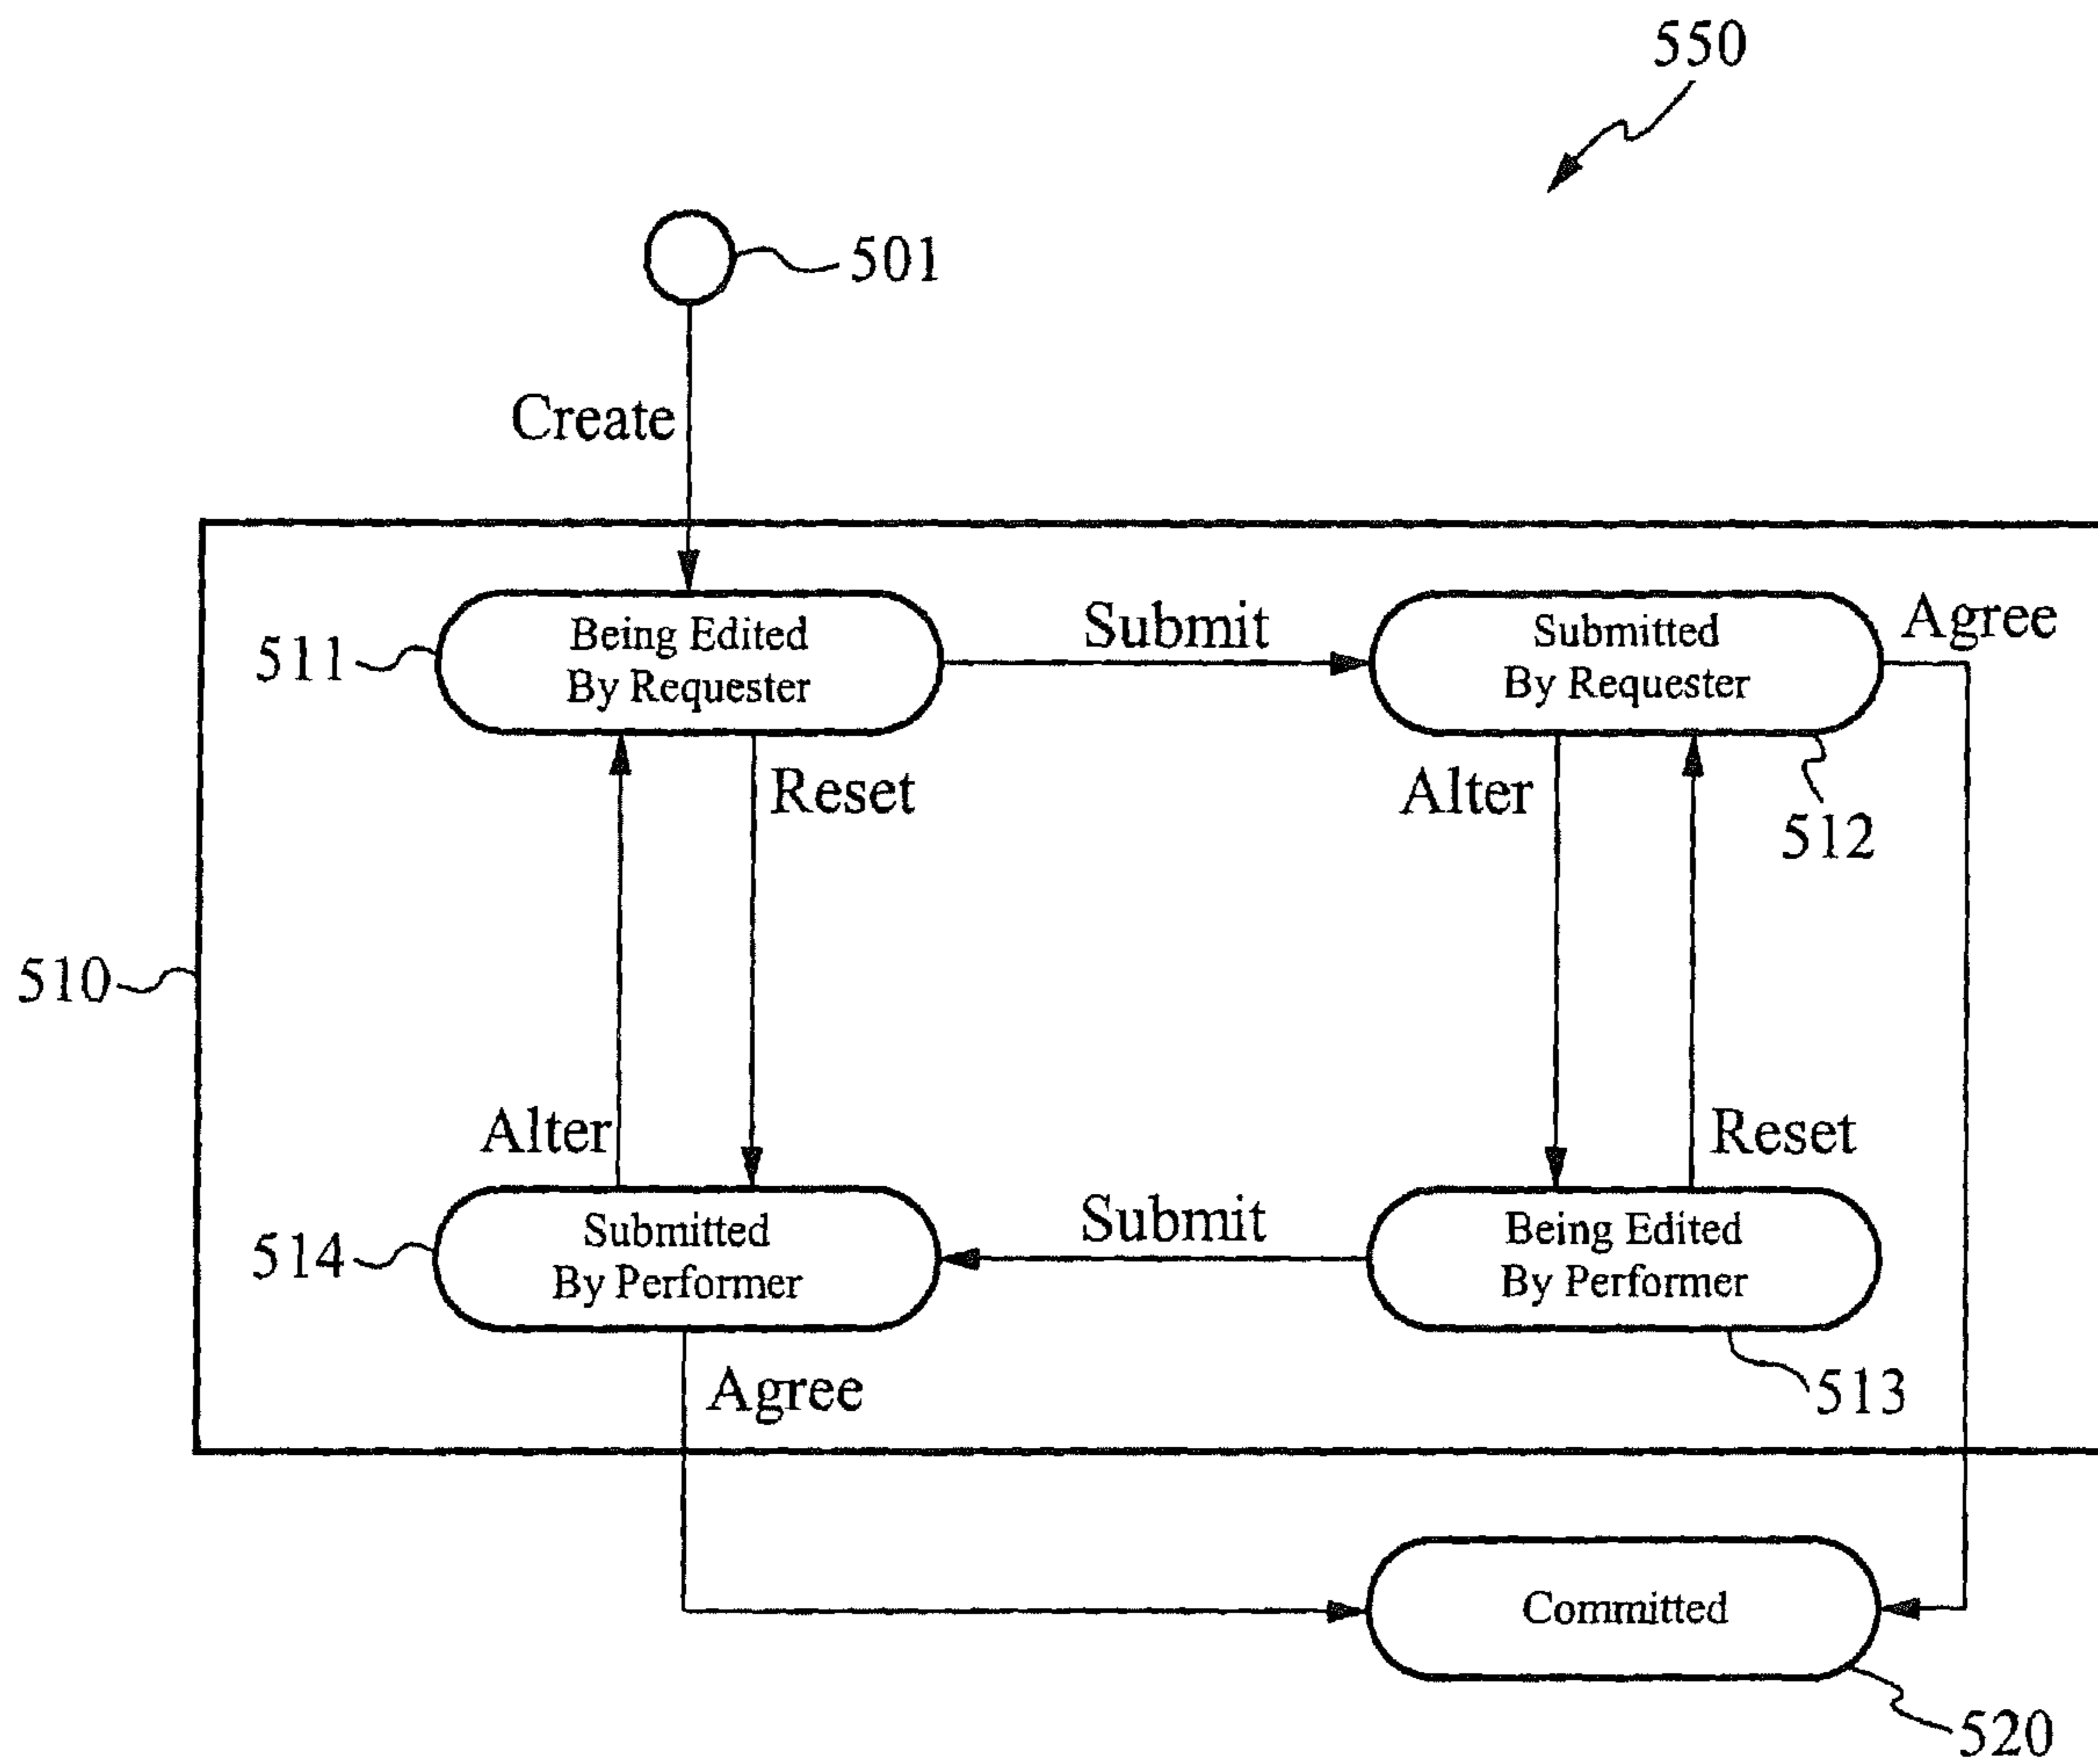 550
501
Create
Being Edited
By Requester
Submit
Submitted
By Requester
Agree
511
Reset
Alter
512
510
Alter
Reset
Submitted
By Performer
Submit
Being Edited
By Performer
514
Agree
513
Committed
520